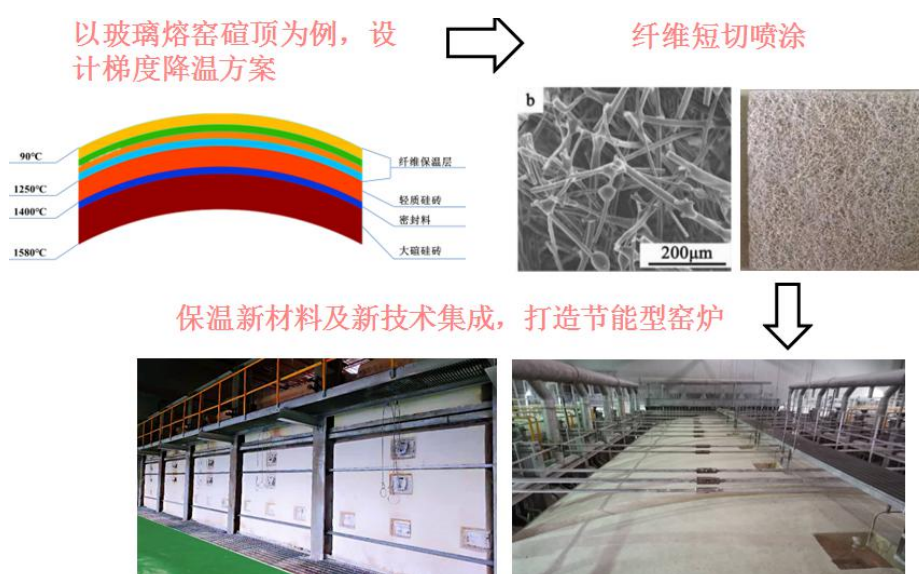 以玻璃熔窑碹顶为例，设
计梯度降温方案
纤维短切喷涂
90℃
1250℃
1400℃
1580℃
纤维保温层
轻质硅砖
密封料
大碹硅砖
b
200μm
保温新材料及新技术集成，打造节能型窑炉